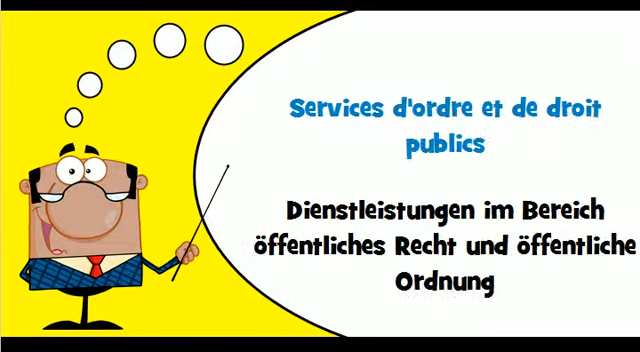 Services d'ordre et de droit
publics
Dienstleistungen im Bereich
öffentliches Recht und öffentliche
Ordnung